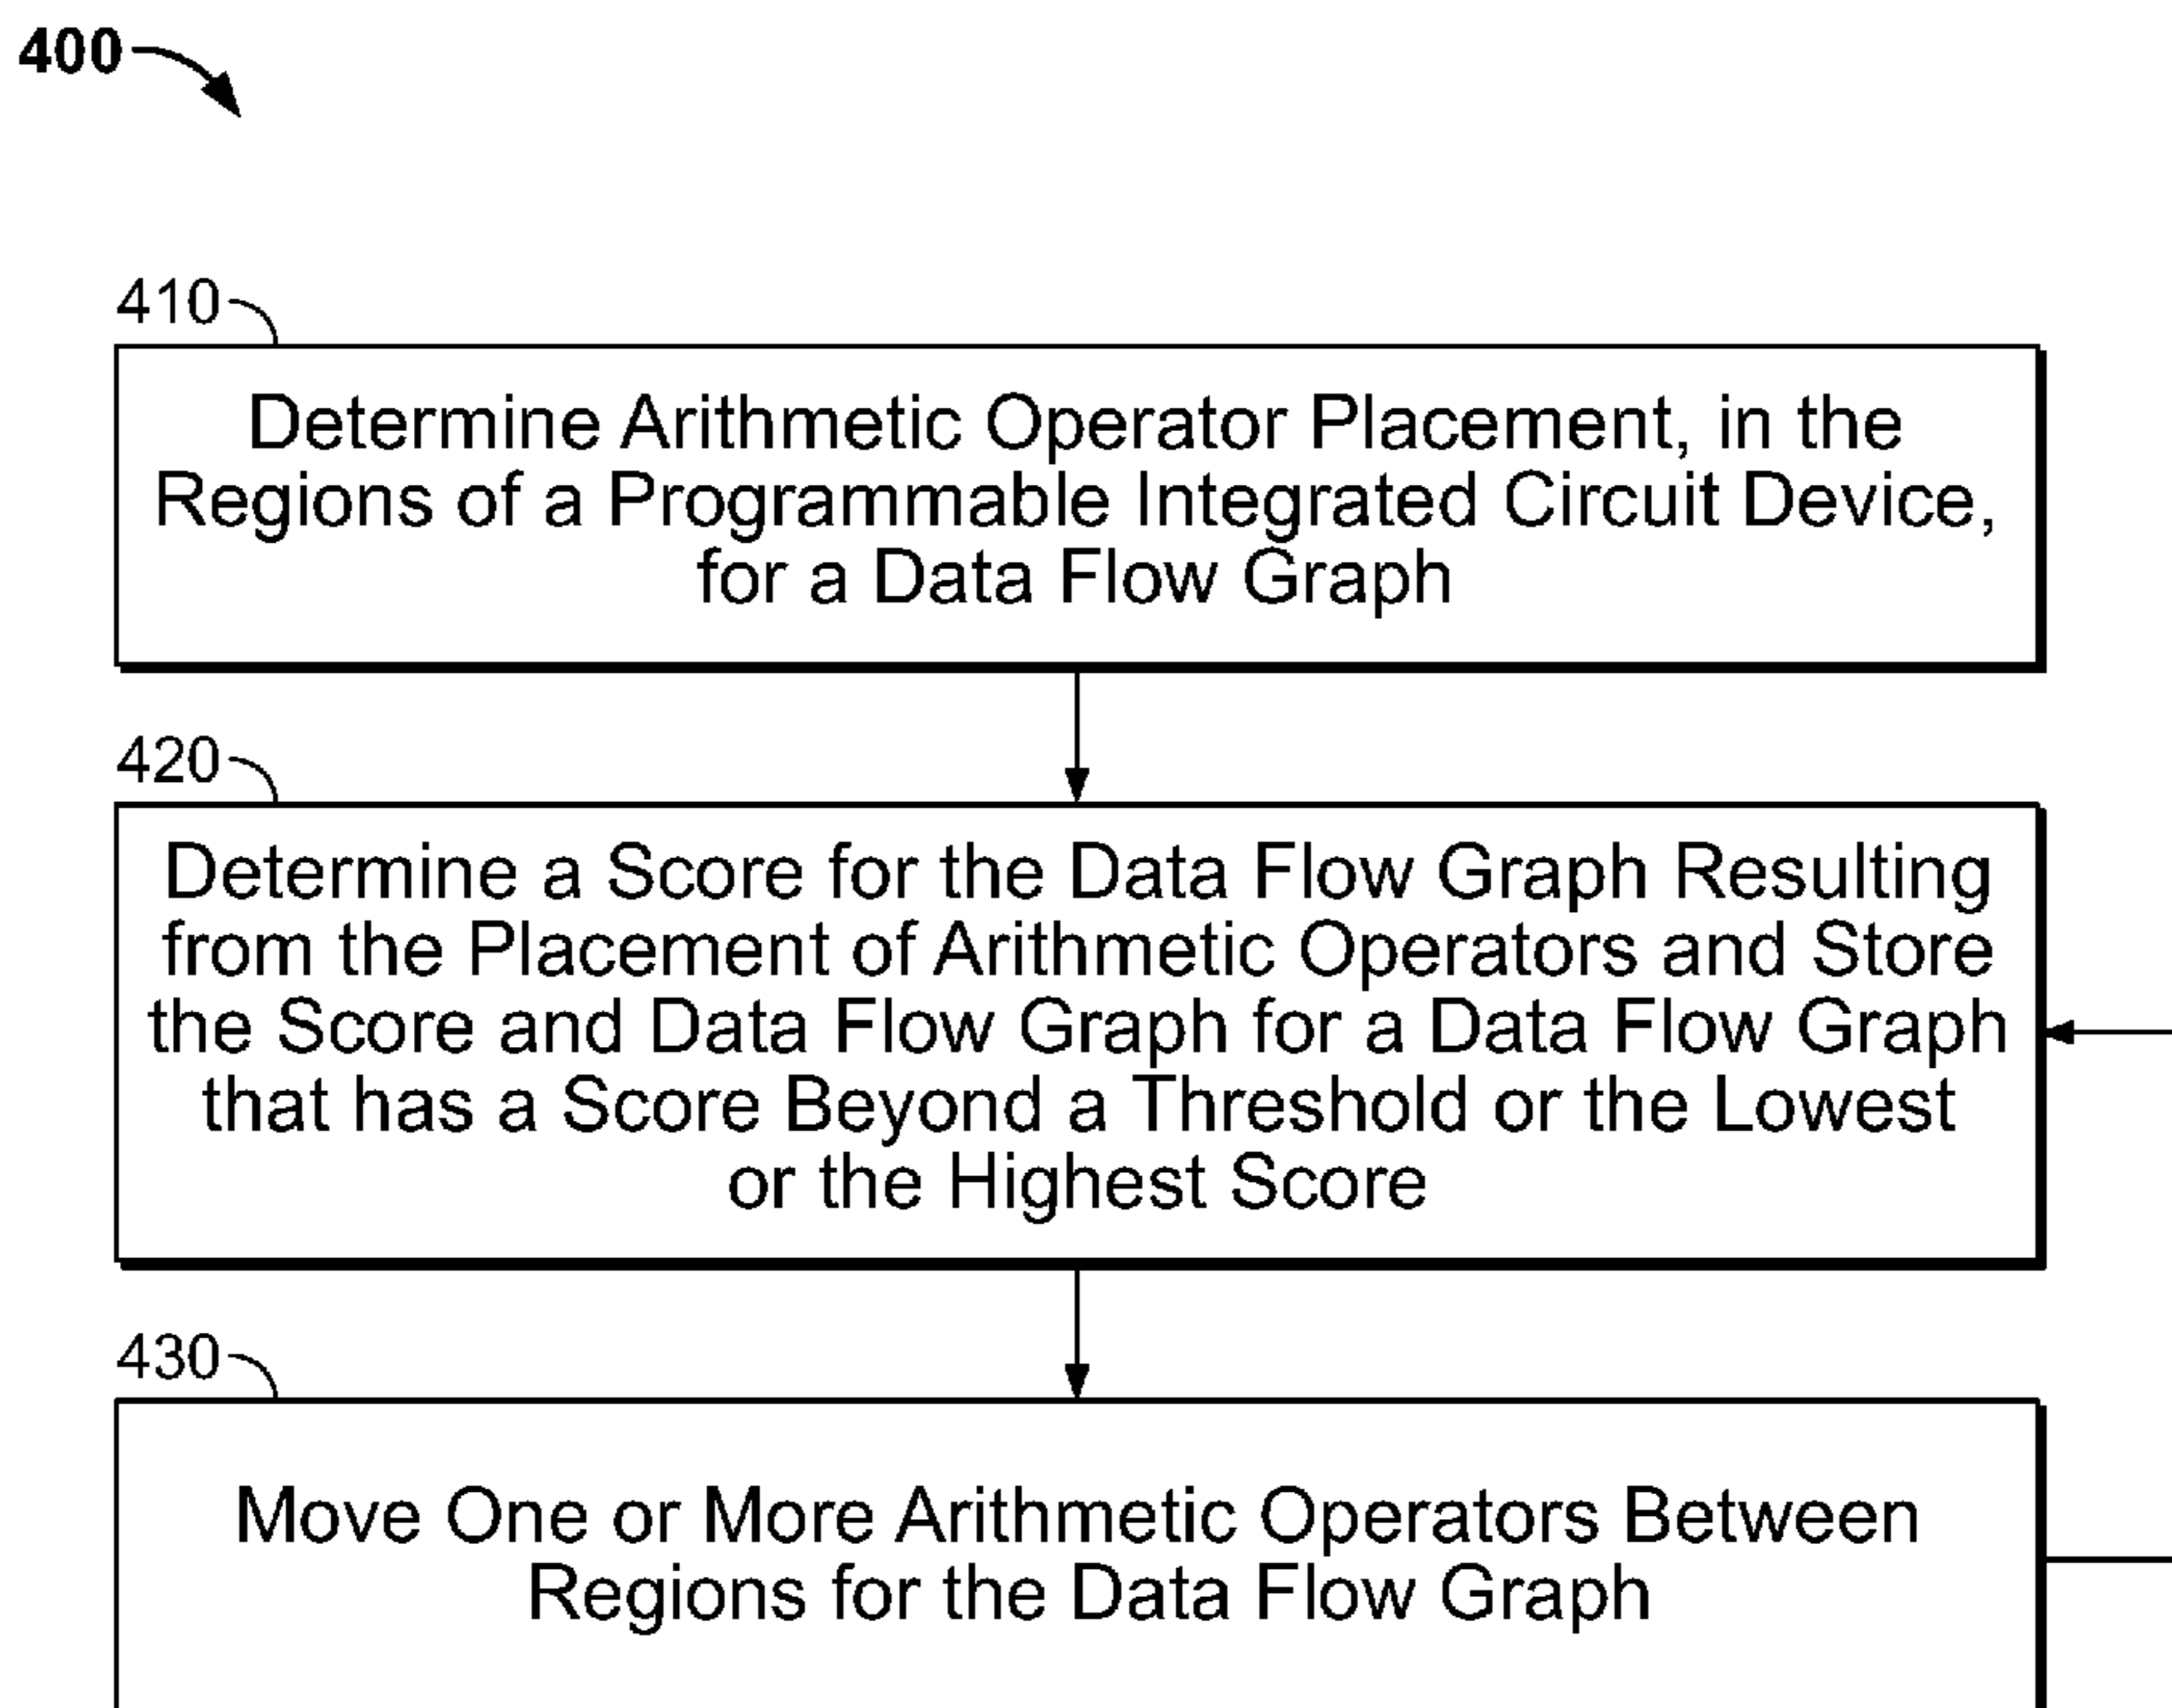 400
410
Determine Arithmetic Operator Placement, in the
Regions of a Programmable Integrated Circuit Device,
for a Data Flow Graph
420
Determine a Score for the Data Flow Graph Resulting
from the Placement of Arithmetic Operators and Store
the Score and Data Flow Graph for a Data Flow Graph
that has a Score Beyond a Threshold or the Lowest
or the Highest Score
430
Move One or More Arithmetic Operators Between
Regions for the Data Flow Graph